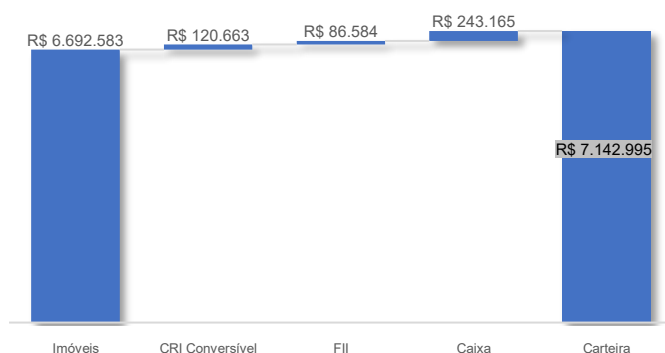 R$ 6.692.583
R$ 120.663
R$ 86.584
R$ 243.165
R$ 7.142.995
Imóveis
CRI Conversível
FII
Caixa
Carteira